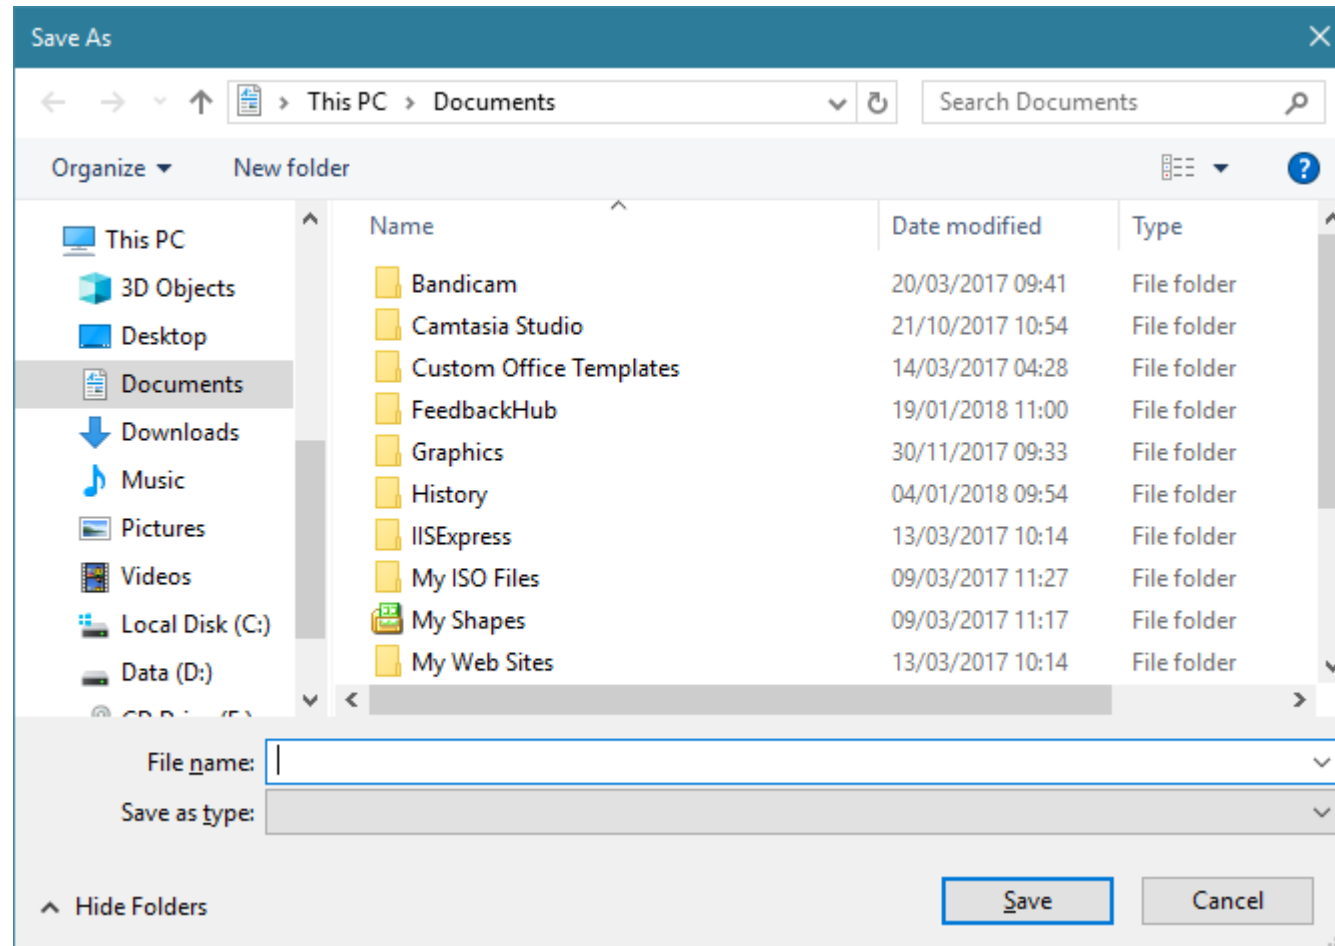 Save As
This PC > Documents
Search Documents
Organize
New folder
?
This PC
3D Objects
Desktop
Documents
Downloads
Music
Pictures
Videos
Local Disk (C:)
Data (D:)
Name Date modified Type
Bandicam 20/03/2017 09:41 File folder
Camtasia Studio 21/10/2017 10:54 File folder
Custom Office Templates 14/03/2017 04:28 File folder
FeedbackHub 19/01/2018 11:00 File folder
Graphics 30/11/2017 09:33 File folder
History 04/01/2018 09:54 File folder
IISExpress 13/03/2017 10:14 File folder
My ISO Files 09/03/2017 11:27 File folder
My Shapes 09/03/2017 11:17 File folder
My Web Sites 13/03/2017 10:14 File folder
File name:
Save as type:
Hide Folders
Save
Cancel